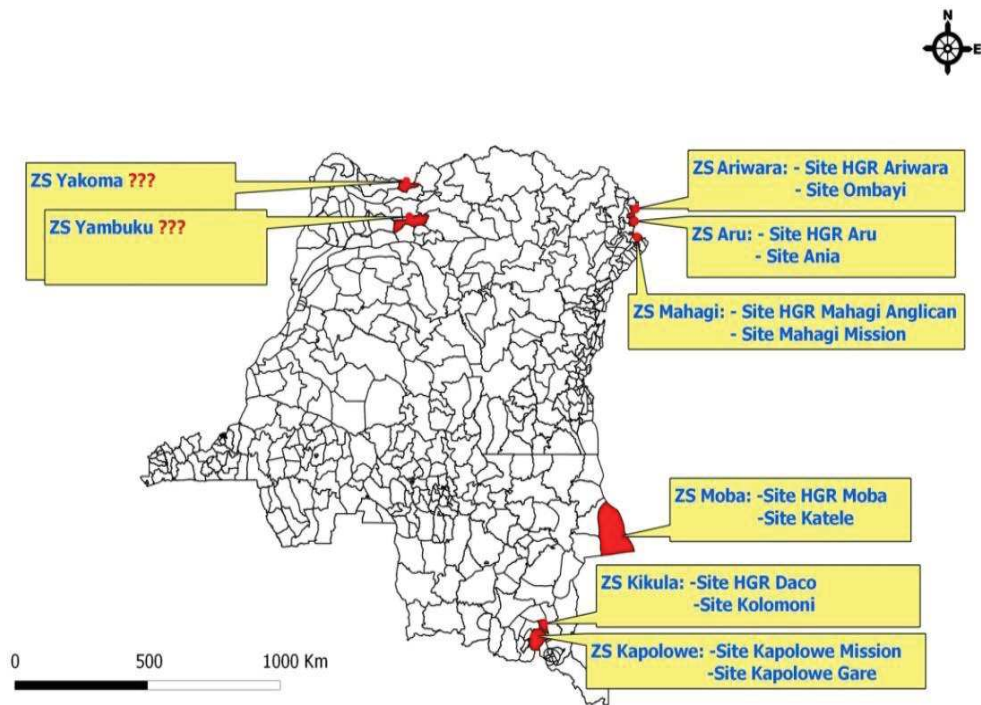 N
E
ZS Yakoma ???
ZS Yambuku ???
ZS Ariwara: - Site HGR Ariwara
- Site Ombayi
ZS Aru: - Site HGR Aru
- Site Ania
ZS Mahagi: - Site HGR Mahagi Anglican
- Site Mahagi Mission
ZS Moba: -Site HGR Moba
-Site Katele
ZS Kikula: -Site HGR Daco
-Site Kolomoni
ZS Kapolowe: -Site Kapolowe Mission
-Site Kapolowe Gare
0 500 1000 Km